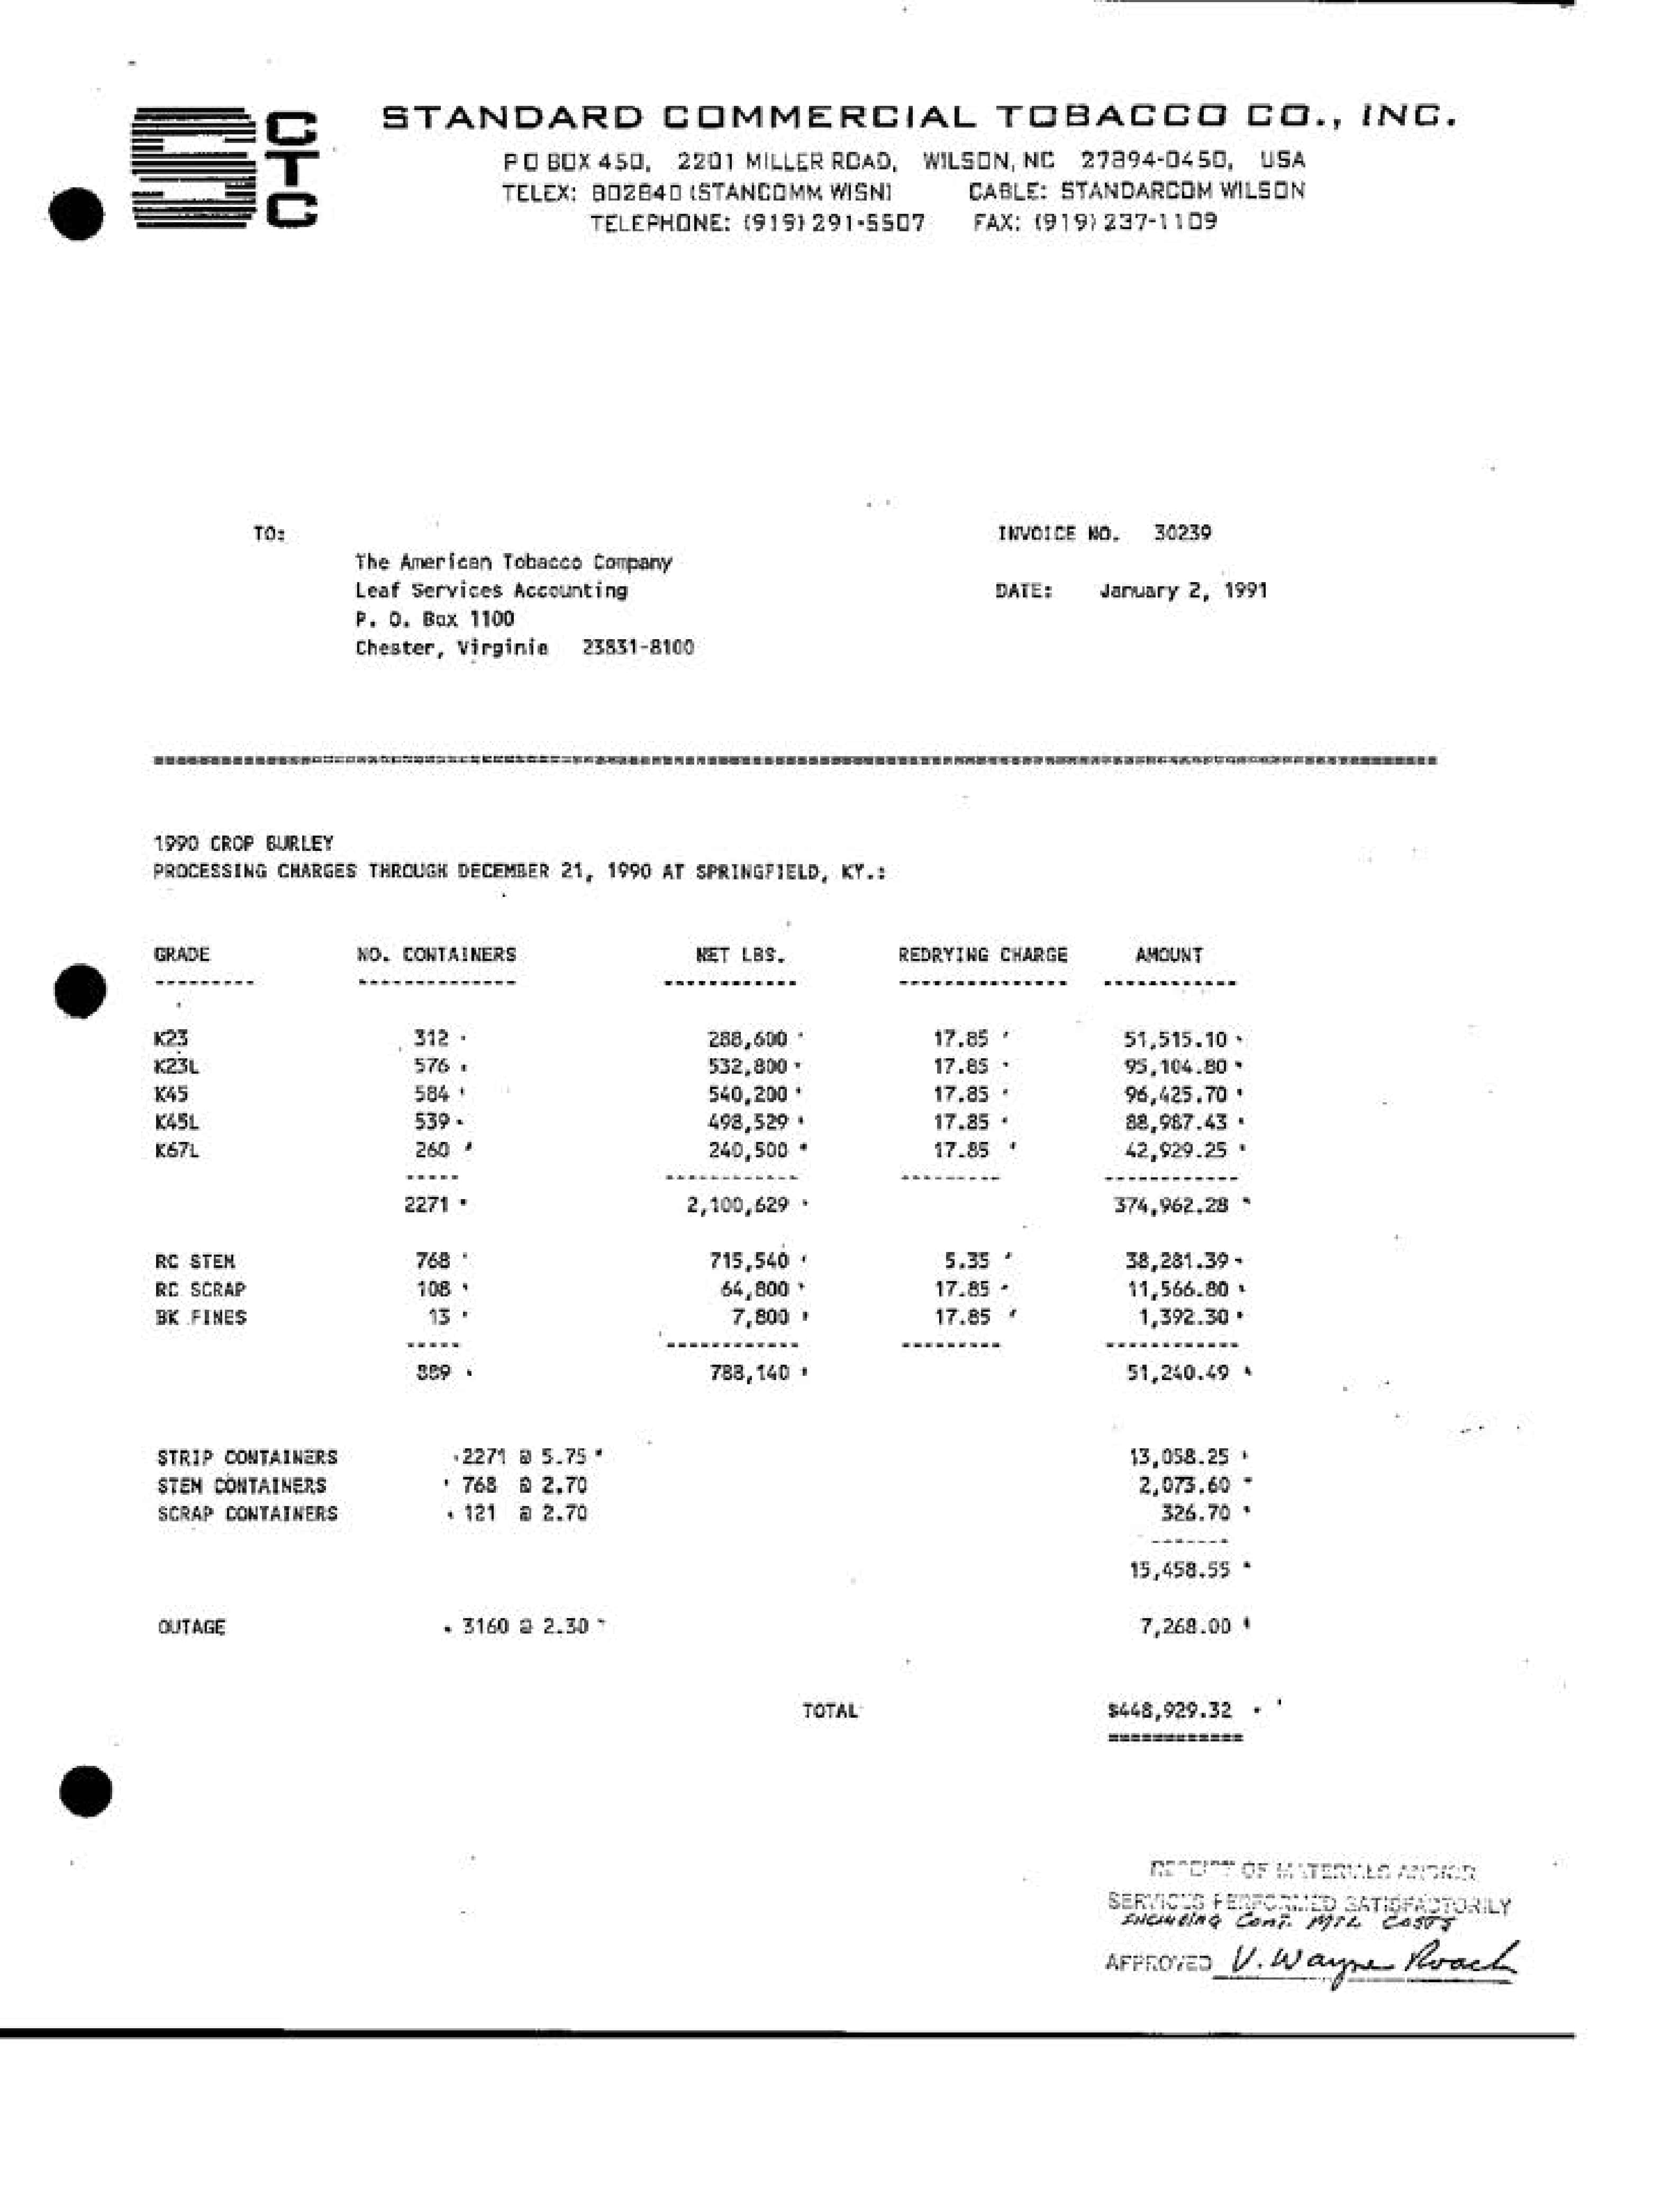 CTC
STANDARD COMMERCIAL TOBACCO CO., INC.
P O BOX 450, 2201 MILLER ROAD, WILSON, NC 27894-0450, USA
TELEX: 802840 (STANCOMM WISN) CABLE: STANDARCOM WILSON
TELEPHONE: (919) 291-5507 FAX: (919) 237-1109
TO: INVOICE NO. 30239
The American Tobacco Company
Leaf Services Accounting DATE: January 2, 1991
P. O. Box 1100
Chester, Virginia 23831-8100
1990 CROP BURLEY
PROCESSING CHARGES THROUGH DECEMBER 21, 1990 AT SPRINGFIELD, KY.:
GRADE NO. CONTAINERS NET LBS. REDRYING CHARGE AMOUNT
K23 312 288,600 17.85 51,515.10
K23L 576 532,800 17.85 95,104.80
K45 584 540,200 17.85 96,425.70
K45L 539 498,529 17.85 88,987.43
K67L 260 240,500 17.85 42,929.25
2271 2,100,629 374,962.28
RC STEM 768 715,540 5.35 38,281.39
RC SCRAP 108 64,800 17.85 11,566.80
BK FINES 13 7,800 17.85 1,392.30
889 788,140 51,240.49
STRIP CONTAINERS 2271 @ 5.75 13,058.25
STEM CONTAINERS 768 @ 2.70 2,073.60
SCRAP CONTAINERS 121 @ 2.70 326.70
15,458.55
OUTAGE 3160 @ 2.30 7,268.00
TOTAL $448,929.32
RECEIPT OF MATERIALS AND/OR
SERVICES PERFORMED SATISFACTORILY
INCLUDING CONT. MTL COSTS
APPROVED V. Wayne Roach